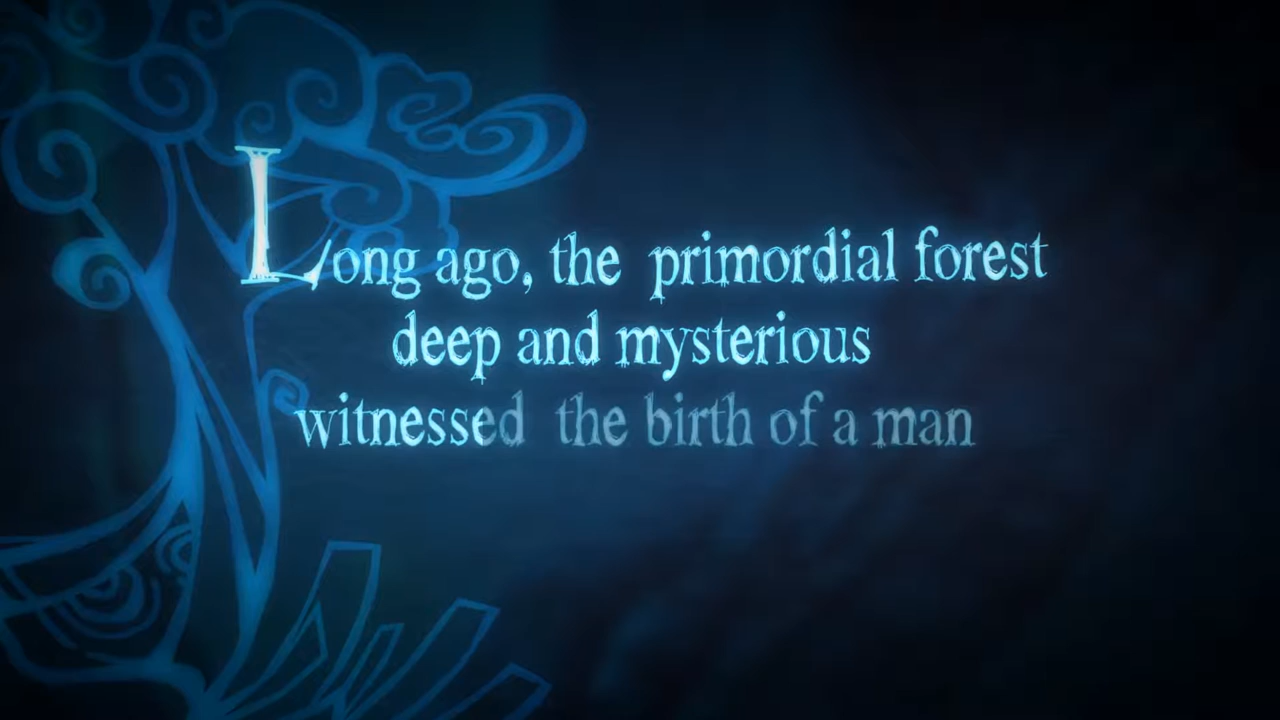 Long ago, the primordial forest
deep and mysterious
witnessed the birth of a man